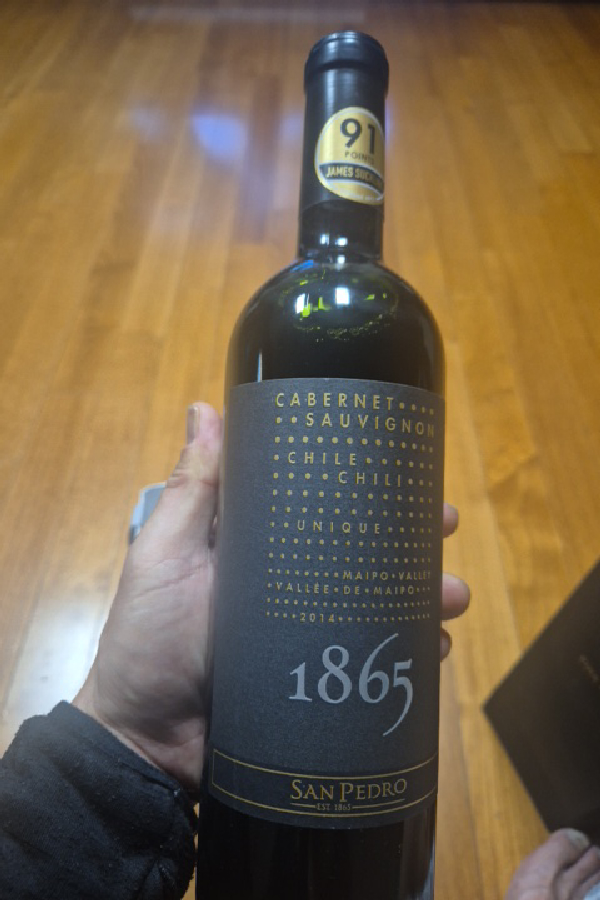 91
POINTS
JAMES
CABERNET
SAUVIGNON
CHILE
CHILI
UNIQUE
MAIPO VALLEY
VALLÉE DE MAIPO
2014
1865
SAN PEDRO
EST. 1865